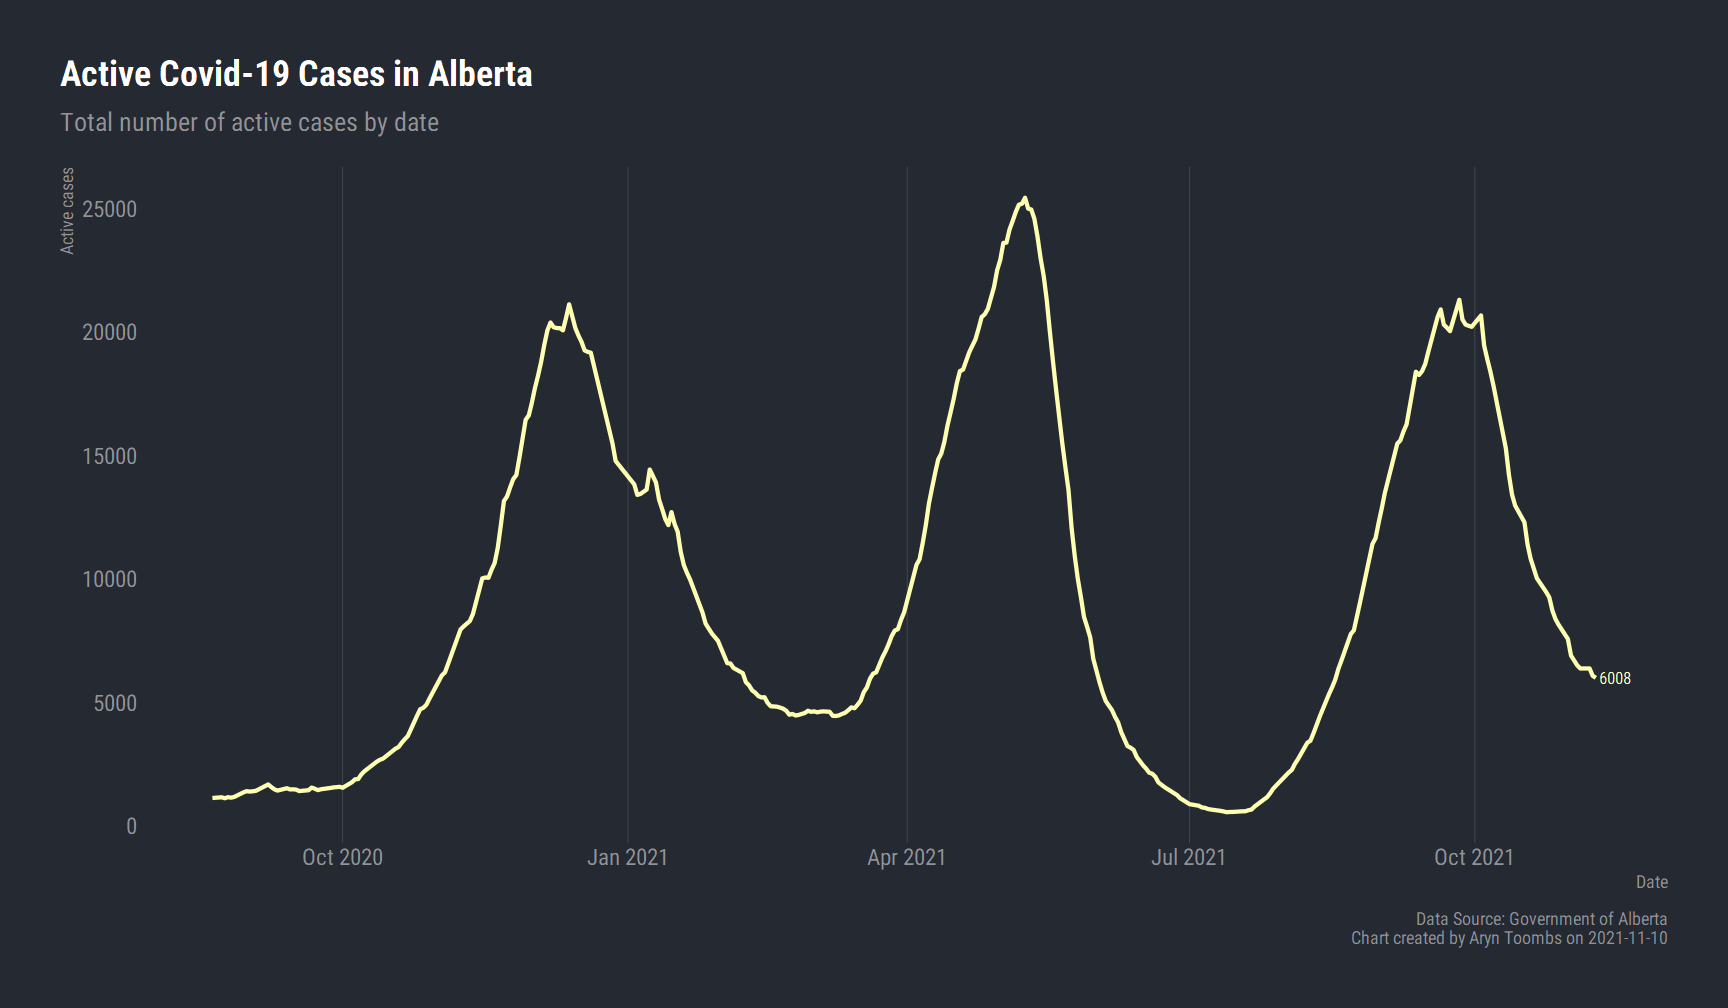 Active Covid-19 Cases in Alberta
Total number of active cases by date
Active cases
25000
20000
15000
10000
5000
0
6008
Oct 2020
Jan 2021
Apr 2021
Jul 2021
Oct 2021
Date
Data Source: Government of Alberta
Chart created by Aryn Toombs on 2021-11-10